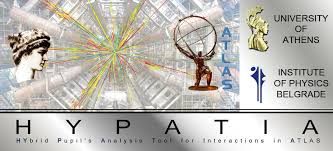 ATLAS
UNIVERSITY
OF
ATHENS
INSTITUTE
OF PHYSICS
BELGRADE
HYPATIA
HYbrid Pupil's Analysis Tool for Interactions in ATLAS